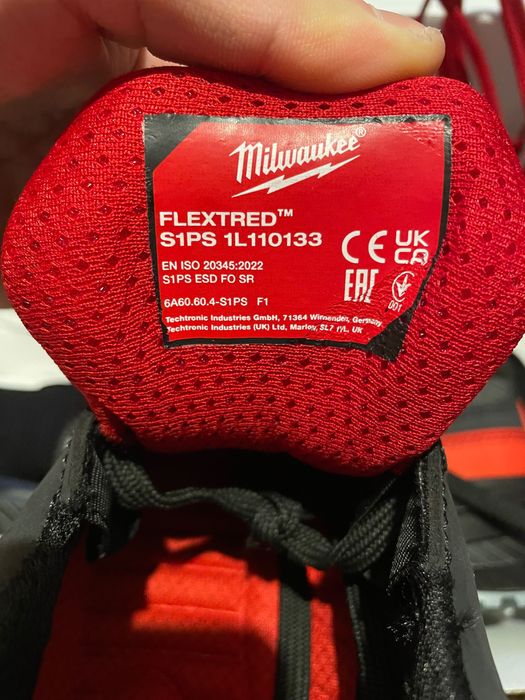 Milwaukee®
FLEXTRED™
S1PS 1L110133
EN ISO 20345:2022
S1PS ESD FO SR
6A60.60.4-S1PS F1
Techtronic Industries GmbH, 71364 Winnenden, Germany
Techtronic Industries (UK) Ltd, Marlow, SL7 1YL, UK
CE
UK
CA
EAC
001